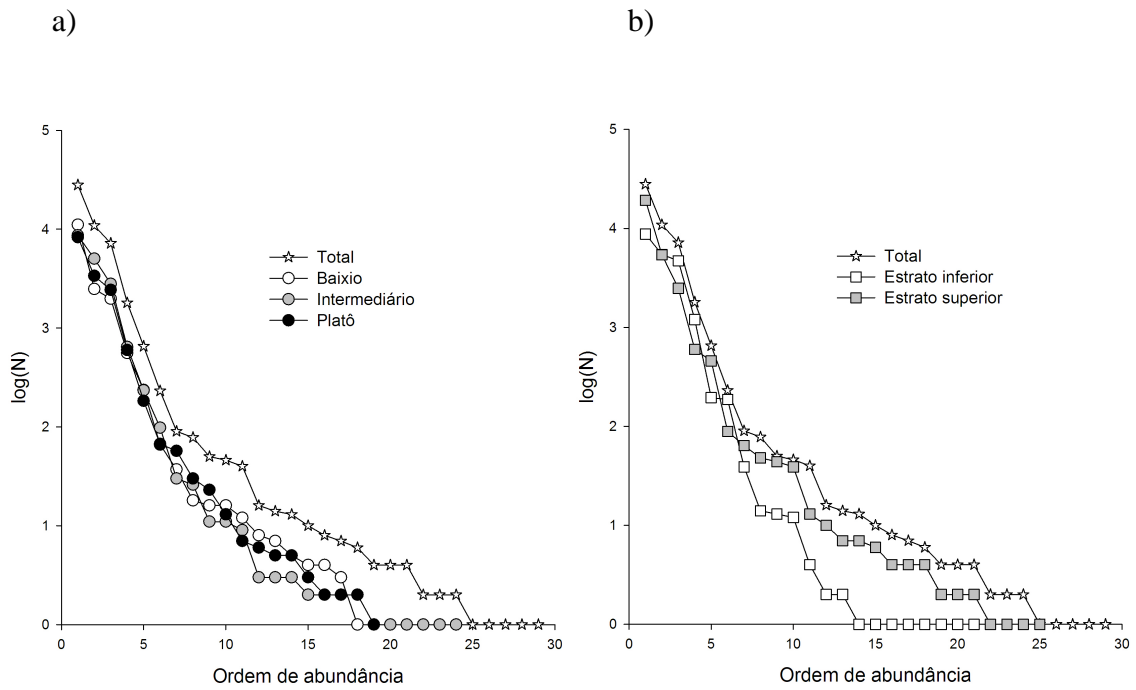 a)
b)
5
4
3
2
1
0
log(N)
0 5 10 15 20 25 30
Ordem de abundância
Total
Baixio
Intermediário
Platô
5
4
3
2
1
0
log(N)
0 5 10 15 20 25 30
Ordem de abundância
Total
Estrato inferior
Estrato superior